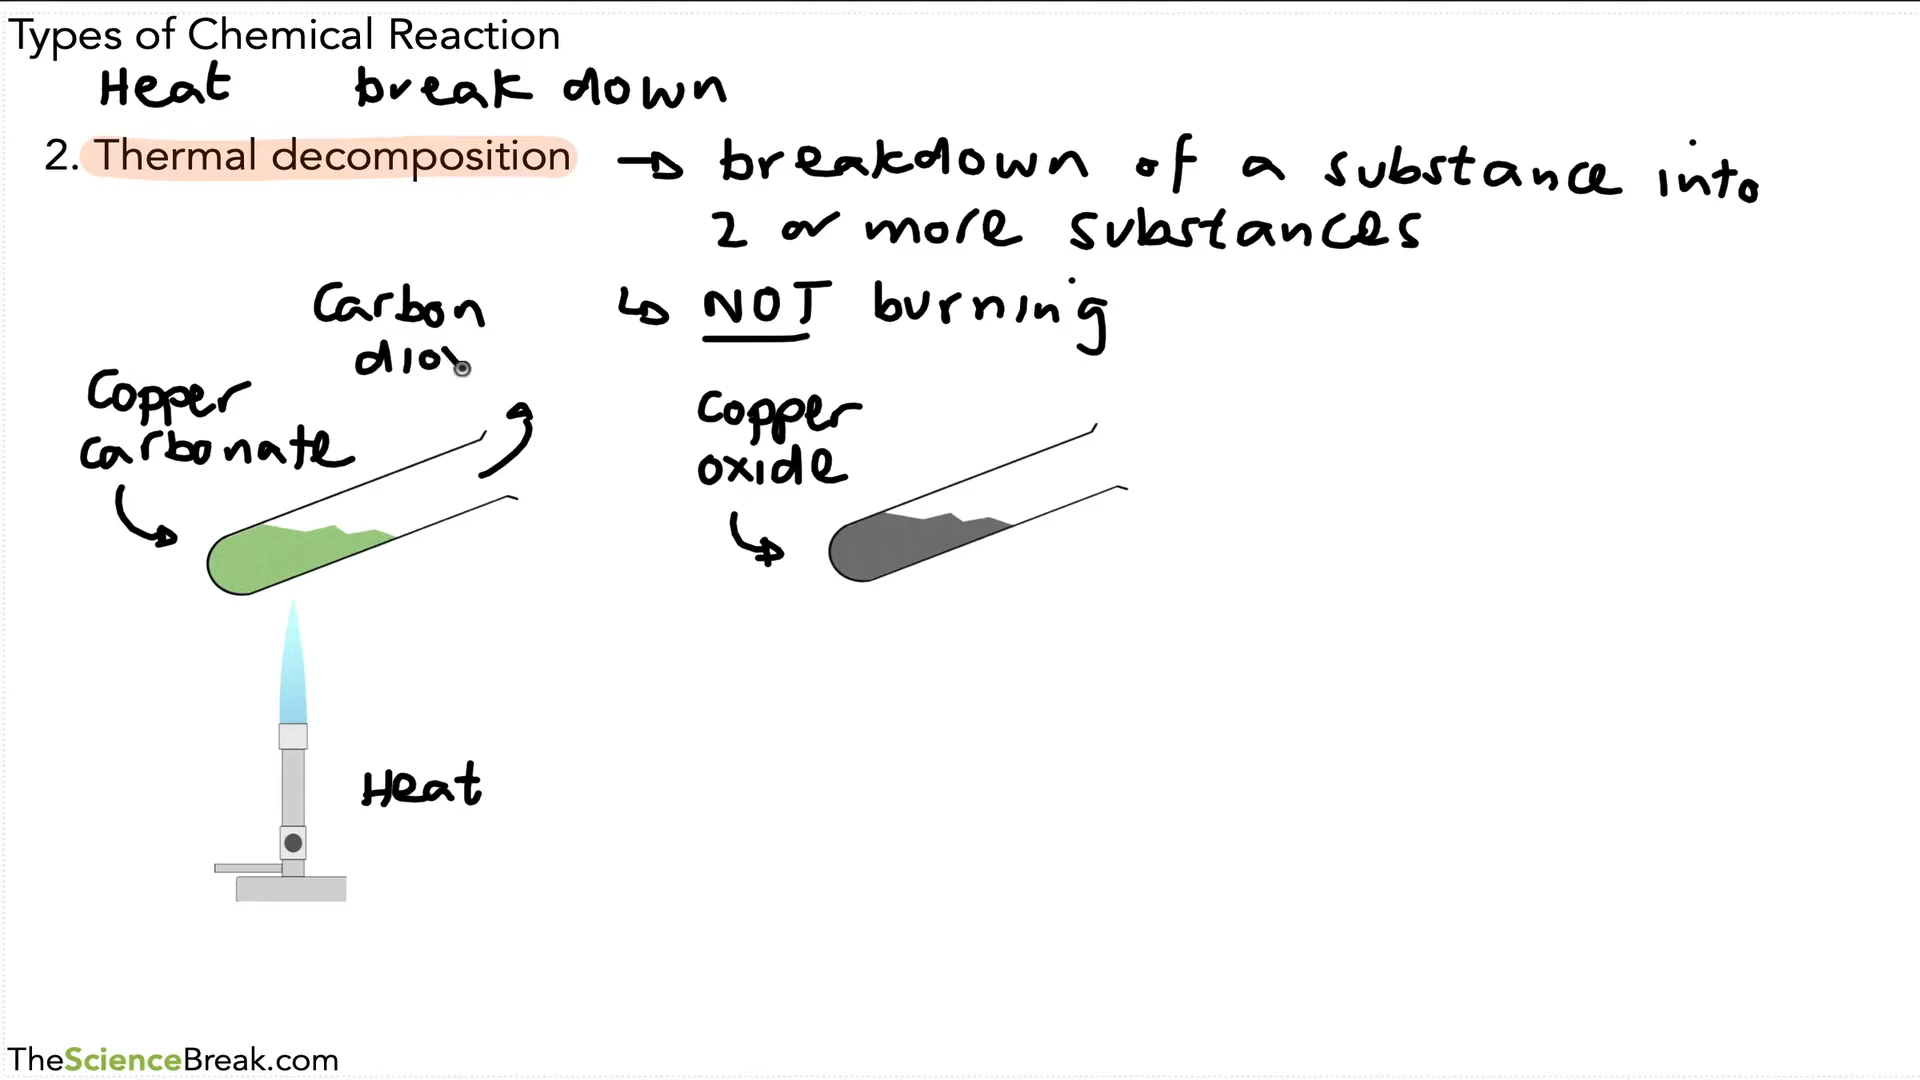 Types of Chemical Reaction
Heat break down
2. Thermal decomposition → breakdown of a substance into
2 or more substances
↳ NOT burning
Carbon
diox
Copper
carbonate
Copper
oxide
Heat
TheScienceBreak.com